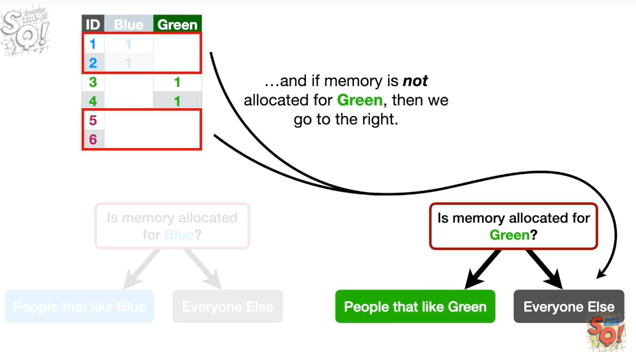 ID Blue Green
1 1
2 1
3 1
4 1
5
6
…and if memory is not
allocated for Green, then we
go to the right.
Is memory allocated
for Blue?
People that like Blue
Everyone Else
Is memory allocated for
Green?
People that like Green
Everyone Else
SQ!
SQ!